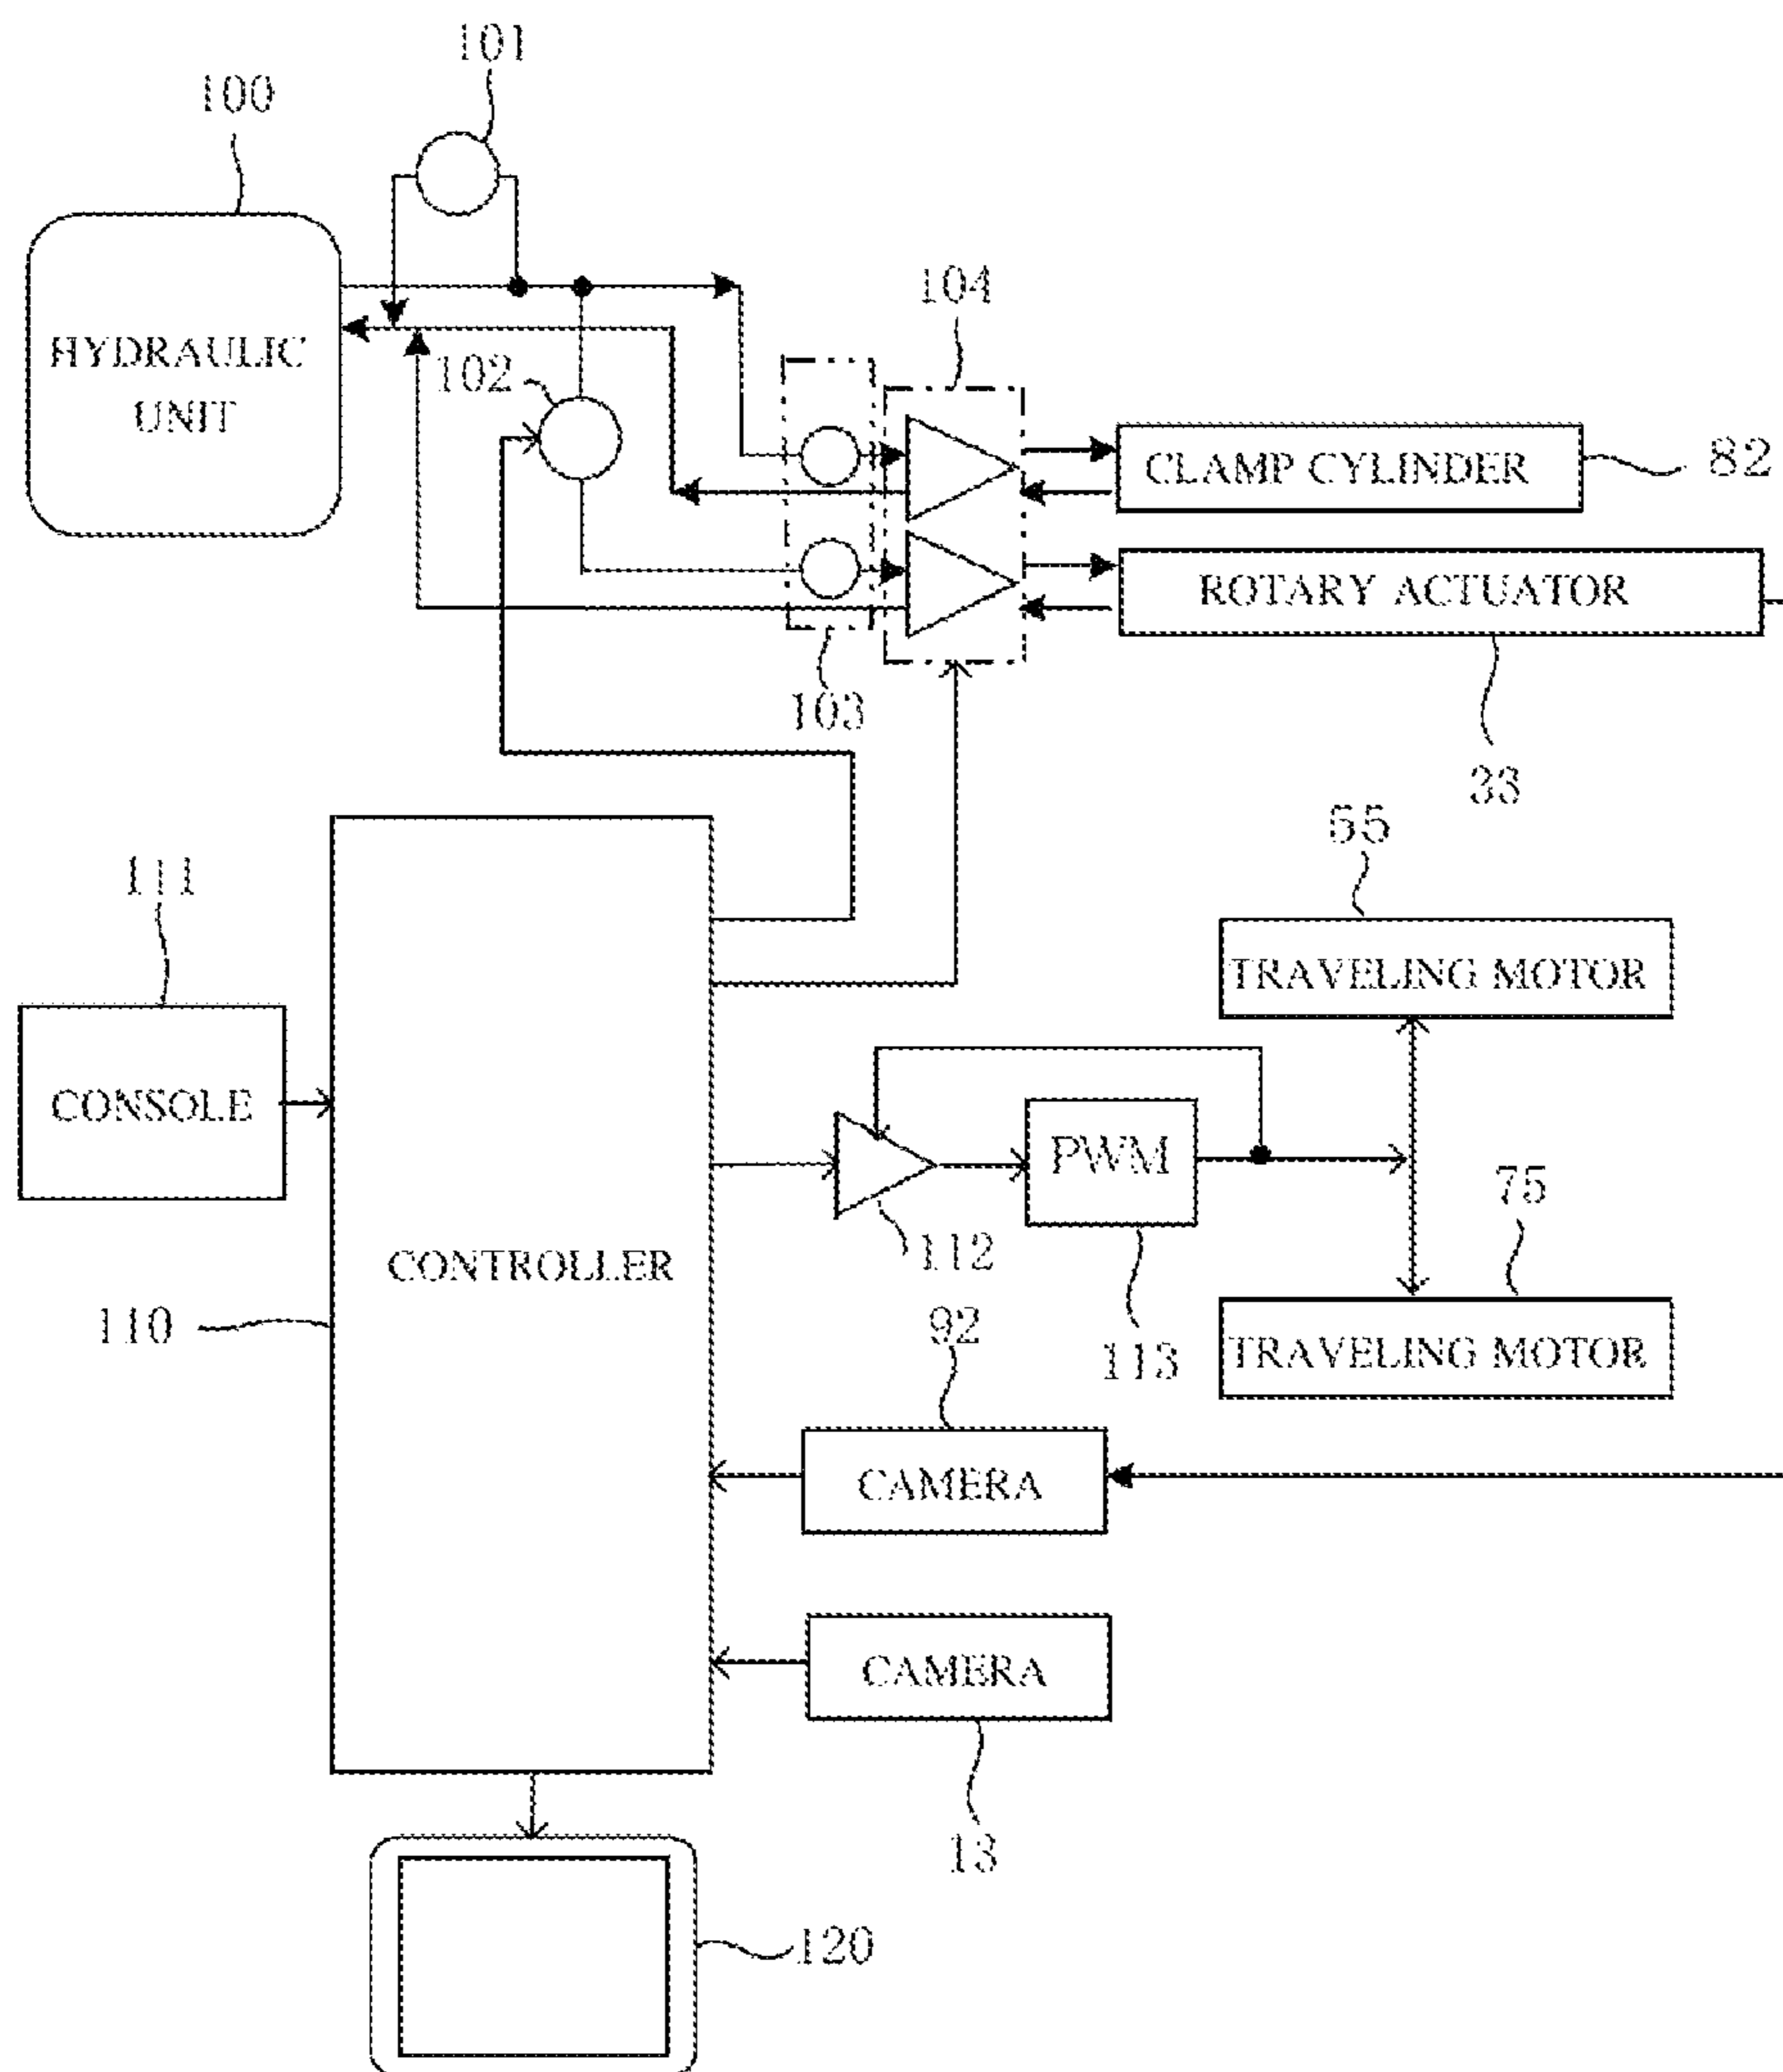 101
100
104
HYDRAULIC
UNIT
102
CLAMP CYLINDER
82
ROTARY ACTUATOR
103
33
55
111
TRAVELING MOTOR
CONSOLE
PWM
75
112
CONTROLLER
110
92
113
TRAVELING MOTOR
CAMERA
CAMERA
13
120